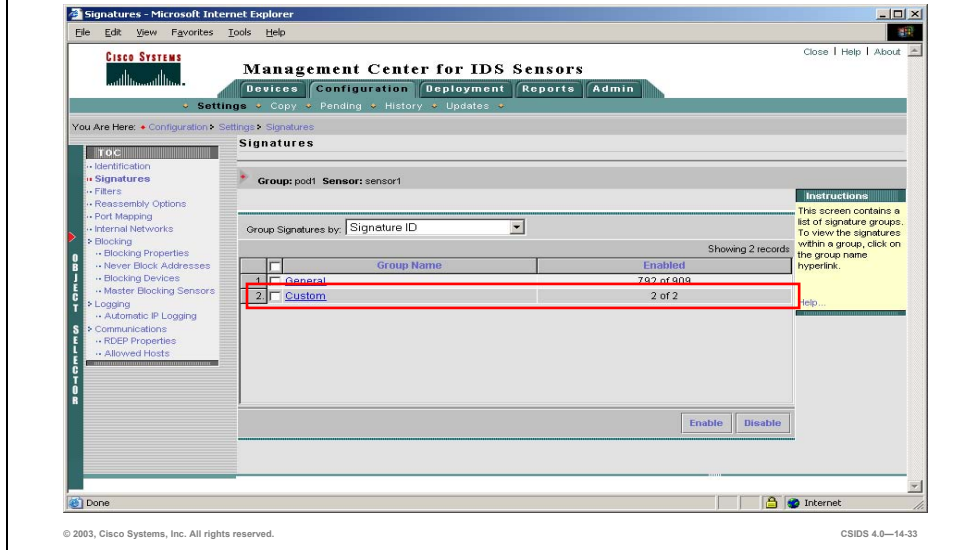 Signatures - Microsoft Internet Explorer
File Edit View Favorites Tools Help
Close | Help | About
CISCO SYSTEMS
Management Center for IDS Sensors
Devices Configuration Deployment Reports Admin
Settings Copy Pending History Updates
You Are Here: Configuration > Settings > Signatures
TOC
Identification
Signatures
Filters
Reassembly Options
Port Mapping
Internal Networks
Blocking
Blocking Properties
Never Block Addresses
Blocking Devices
Master Blocking Sensors
Logging
Automatic IP Logging
Communications
RDEP Properties
Allowed Hosts
OBJECT SELECTOR
Signatures
Group: pod1 Sensor: sensor1
Group Signatures by: Signature ID
Showing 2 records
Group Name Enabled
1. General 792 of 909
2. Custom 2 of 2
Enable Disable
Instructions
This screen contains a
list of signature groups.
To view the signatures
within a group, click on
the group name
hyperlink.
Help...
Done Internet
© 2003, Cisco Systems, Inc. All rights reserved. CSIDS 4.0—14-33